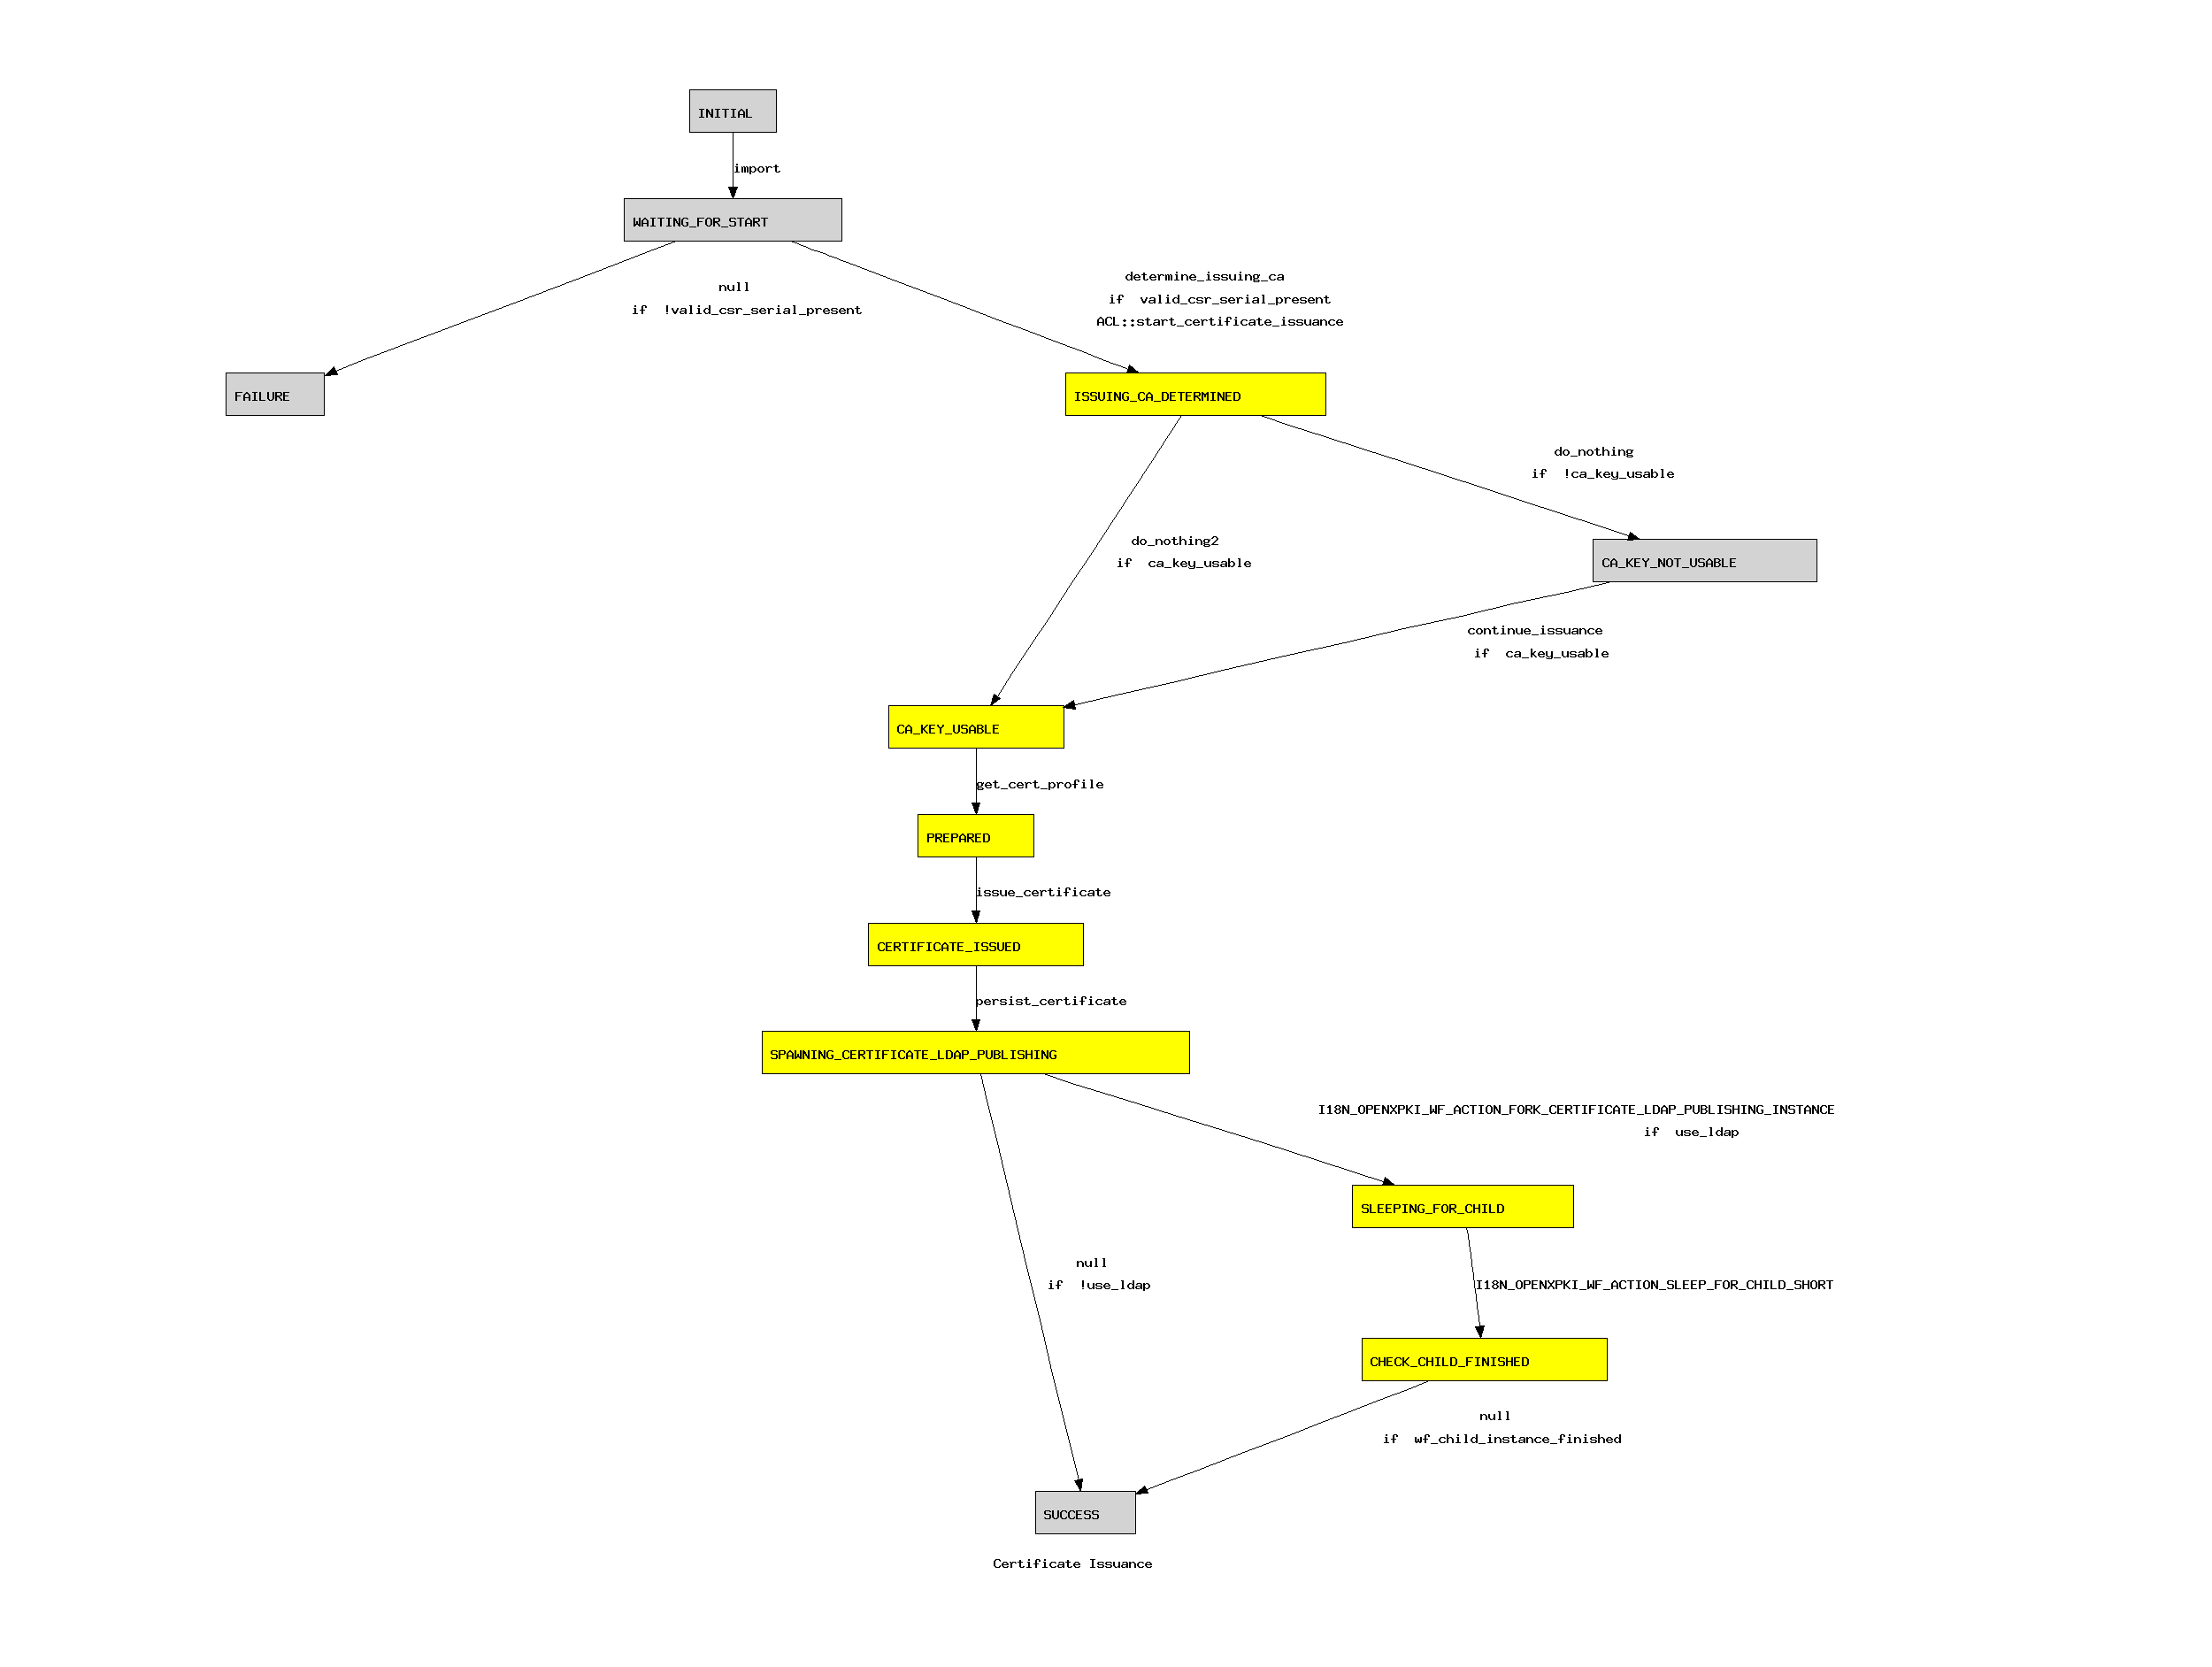 INITIAL
import
WAITING_FOR_START
null
if !valid_csr_serial_present
determine_issuing_ca
if valid_csr_serial_present
ACL::start_certificate_issuance
FAILURE
ISSUING_CA_DETERMINED
do_nothing
if !ca_key_usable
do_nothing2
if ca_key_usable
CA_KEY_NOT_USABLE
continue_issuance
if ca_key_usable
CA_KEY_USABLE
get_cert_profile
PREPARED
issue_certificate
CERTIFICATE_ISSUED
persist_certificate
SPAWNING_CERTIFICATE_LDAP_PUBLISHING
I18N_OPENXPKI_WF_ACTION_FORK_CERTIFICATE_LDAP_PUBLISHING_INSTANCE
if use_ldap
SLEEPING_FOR_CHILD
null
if !use_ldap
I18N_OPENXPKI_WF_ACTION_SLEEP_FOR_CHILD_SHORT
CHECK_CHILD_FINISHED
null
if wf_child_instance_finished
SUCCESS
Certificate Issuance